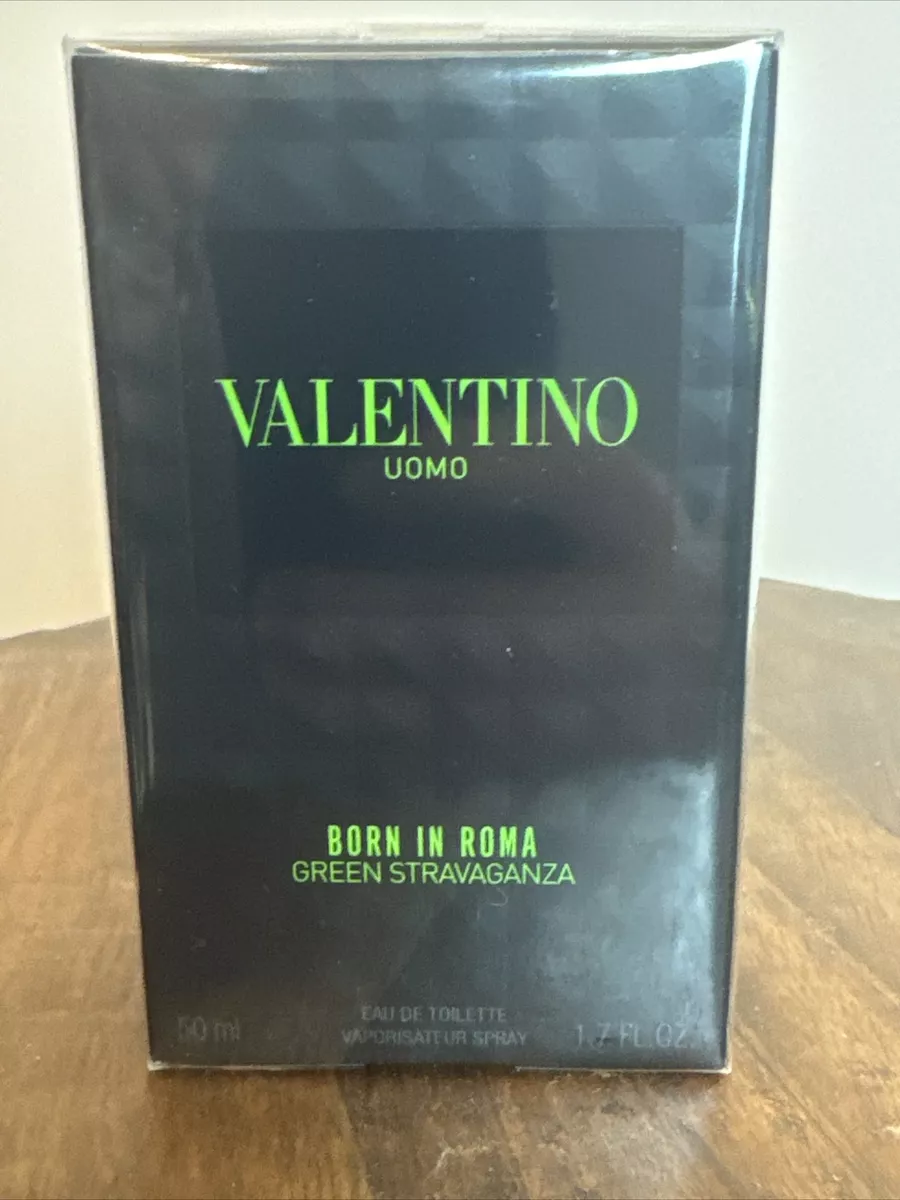 VALENTINO
UOMO
BORN IN ROMA
GREEN STRAVAGANZA
EAU DE TOILETTE
50 ml VAPORISATEUR SPRAY 1.7 FL.OZ.